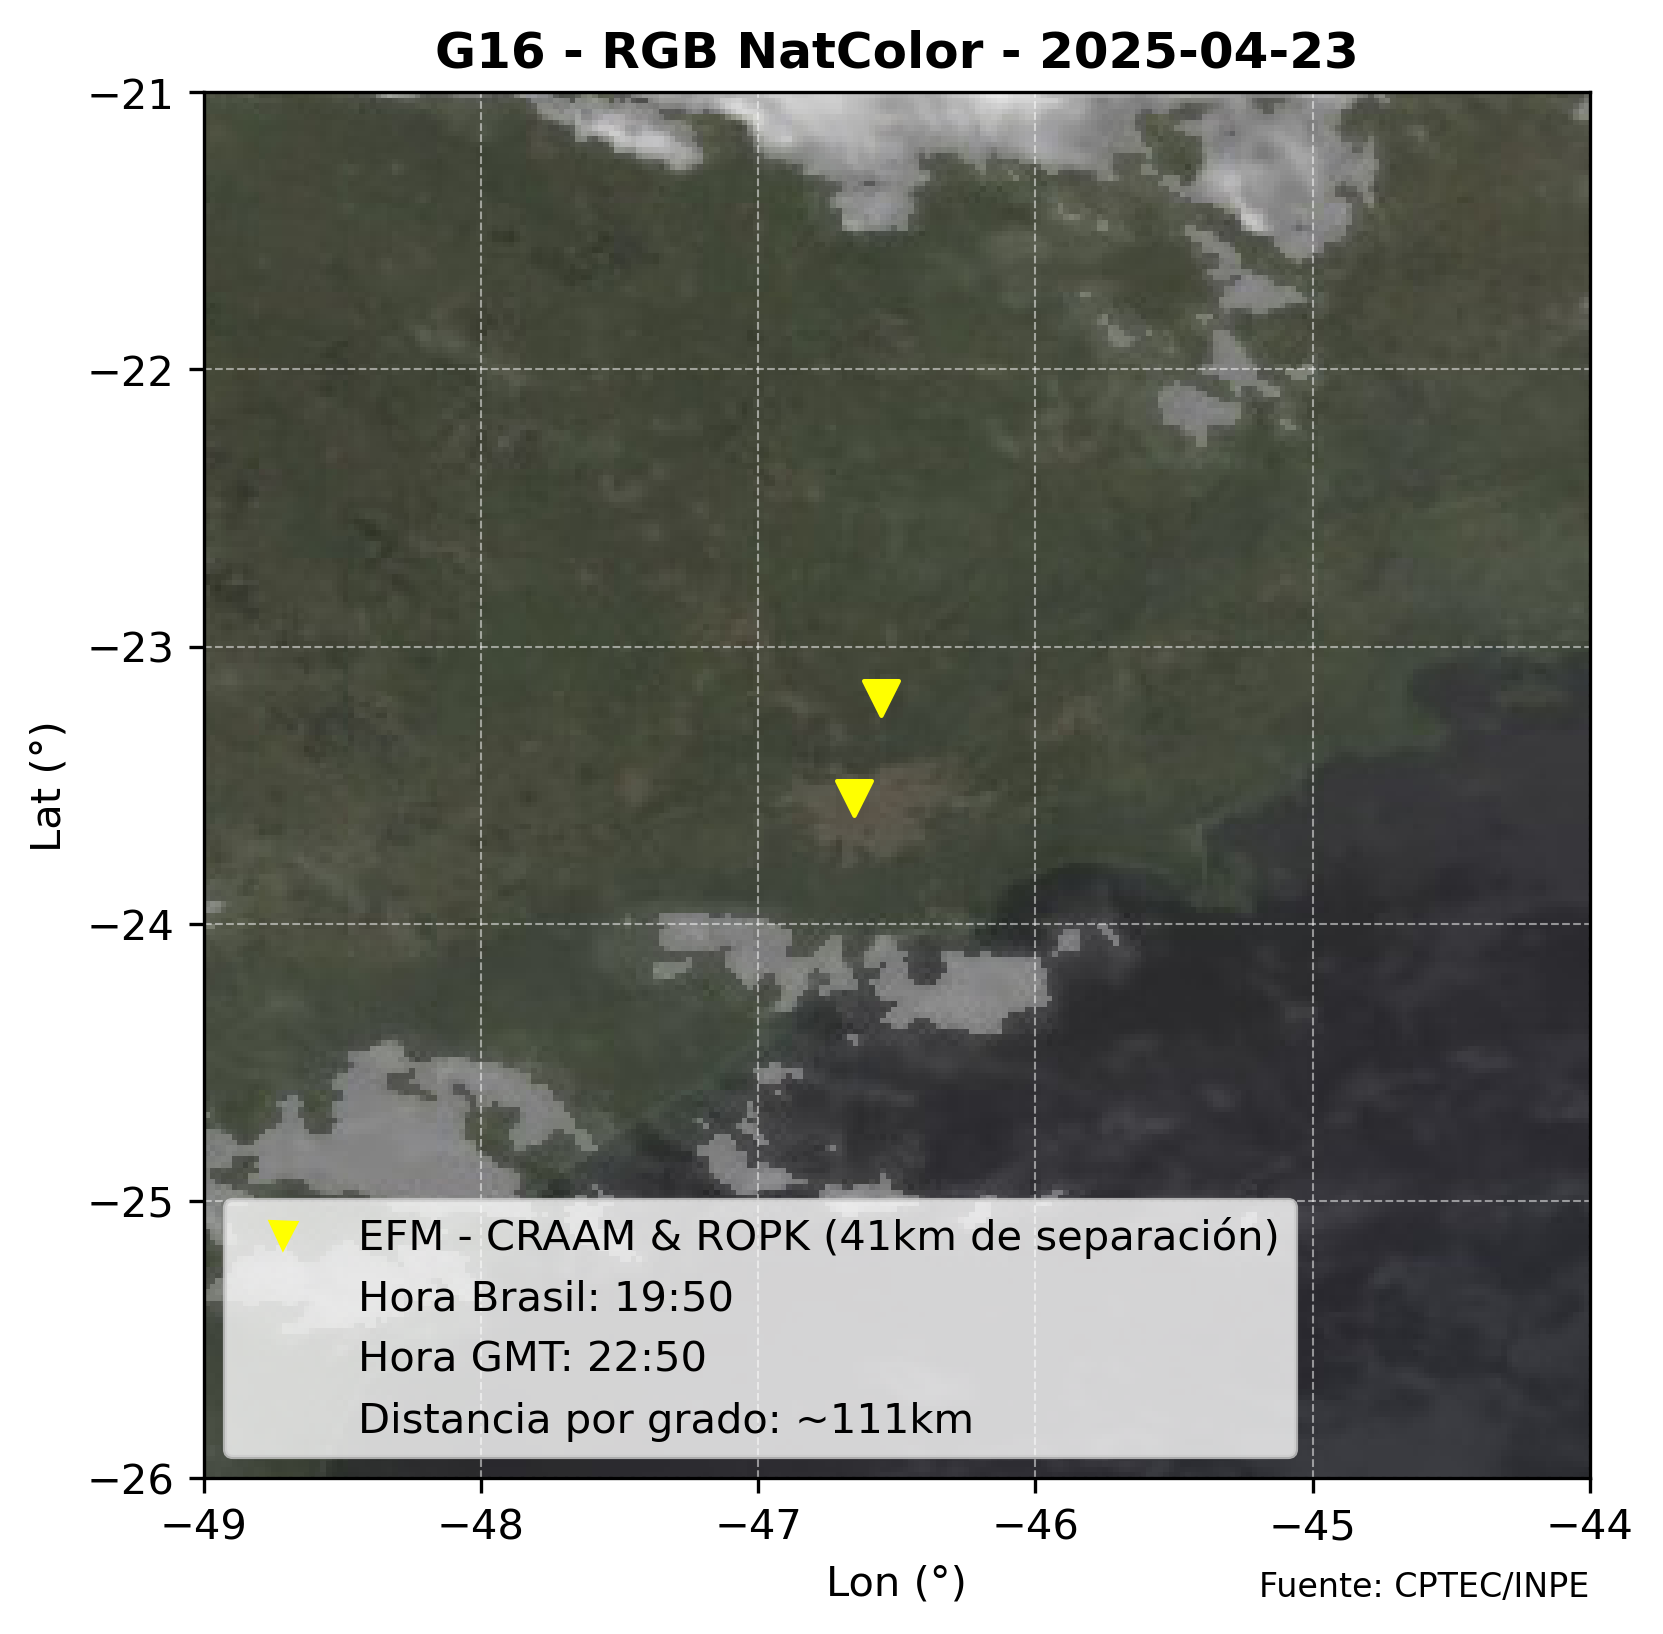 G16 - RGB NatColor - 2025-04-23
−21
−22
−23
−24
−25
−26
Lat (°)
EFM - CRAAM & ROPK (41km de separación)
Hora Brasil: 19:50
Hora GMT: 22:50
Distancia por grado: ~111km
−49 −48 −47 −46 −45 −44
Lon (°)
Fuente: CPTEC/INPE